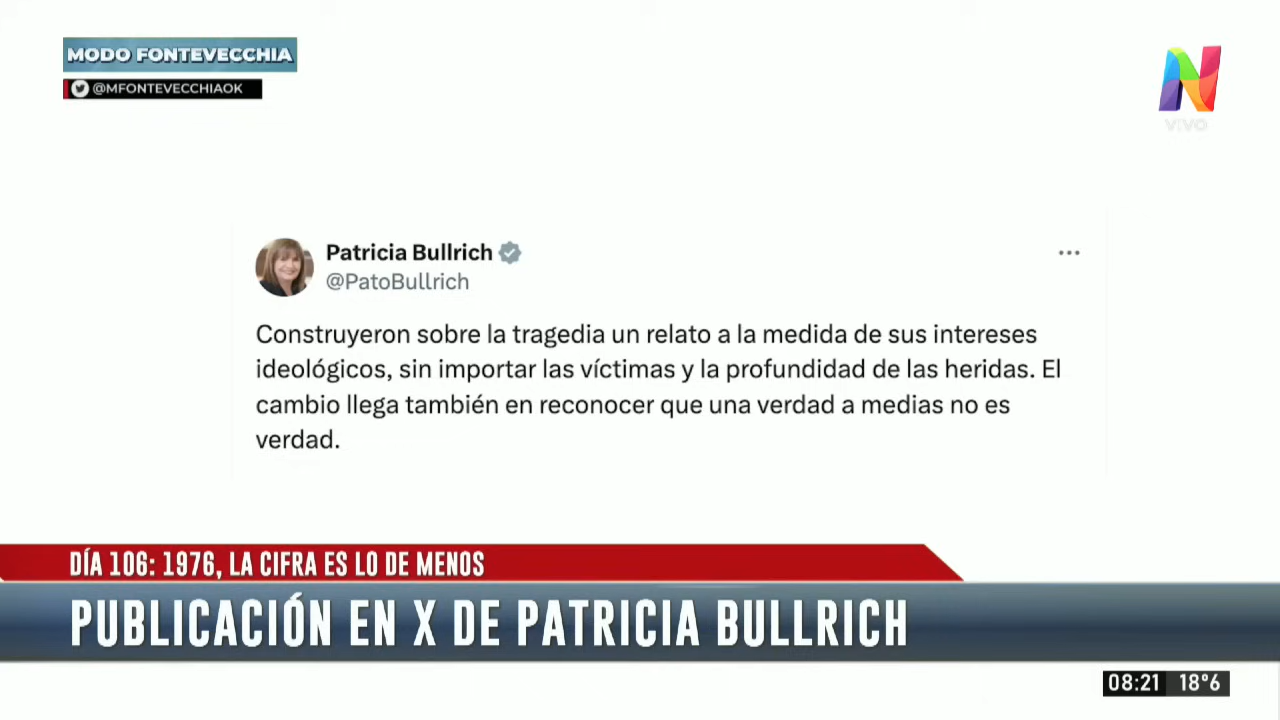 MODO FONTEVECCHIA
@MFONTEVECCHIAOK
N
VIVO
Patricia Bullrich
@PatoBullrich
Construyeron sobre la tragedia un relato a la medida de sus intereses
ideológicos, sin importar las víctimas y la profundidad de las heridas. El
cambio llega también en reconocer que una verdad a medias no es
verdad.
DÍA 106: 1976, LA CIFRA ES LO DE MENOS
PUBLICACIÓN EN X DE PATRICIA BULLRICH
08:21 18°6